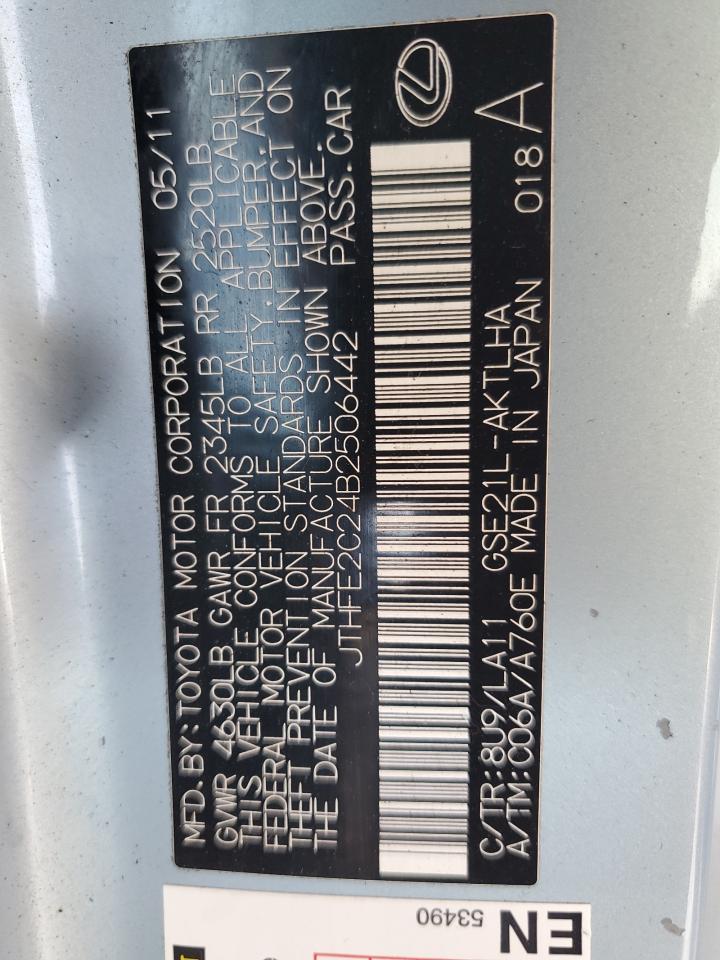 MFD.BY:TOYOTA MOTOR CORPORATION 05/11
GVWR 4630LB GAWR FR 2345LB RR 2520LB
THIS VEHICLE CONFORMS TO ALL APPLICABLE
FEDERAL MOTOR VEHICLE SAFETY,BUMPER,AND
THEFT PREVENTION STANDARDS IN EFFECT ON
THE DATE OF MANUFACTURE SHOWN ABOVE.
JTHFE2C24B2506442 PASS.CAR
C/TR:8U9/LA11 GSE21L-AKTLHA 018 A
A/TM:C06A/A760E MADE IN JAPAN
EN
53490